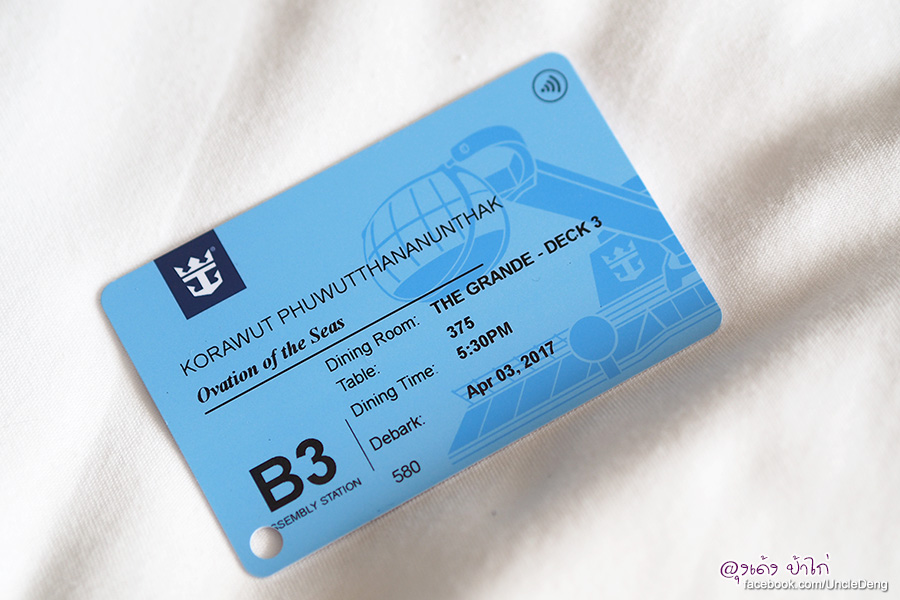 KORAWUT PHUWUTTHANANUNTHAK
Ovation of the Seas
Dining Room: THE GRANDE - DECK 3
Table: 375
Dining Time: 5:30PM
Debark: Apr 03, 2017
B3
ASSEMBLY STATION
580
@ุงเด้ง ป้าไก่
facebook.com/UncleDeng